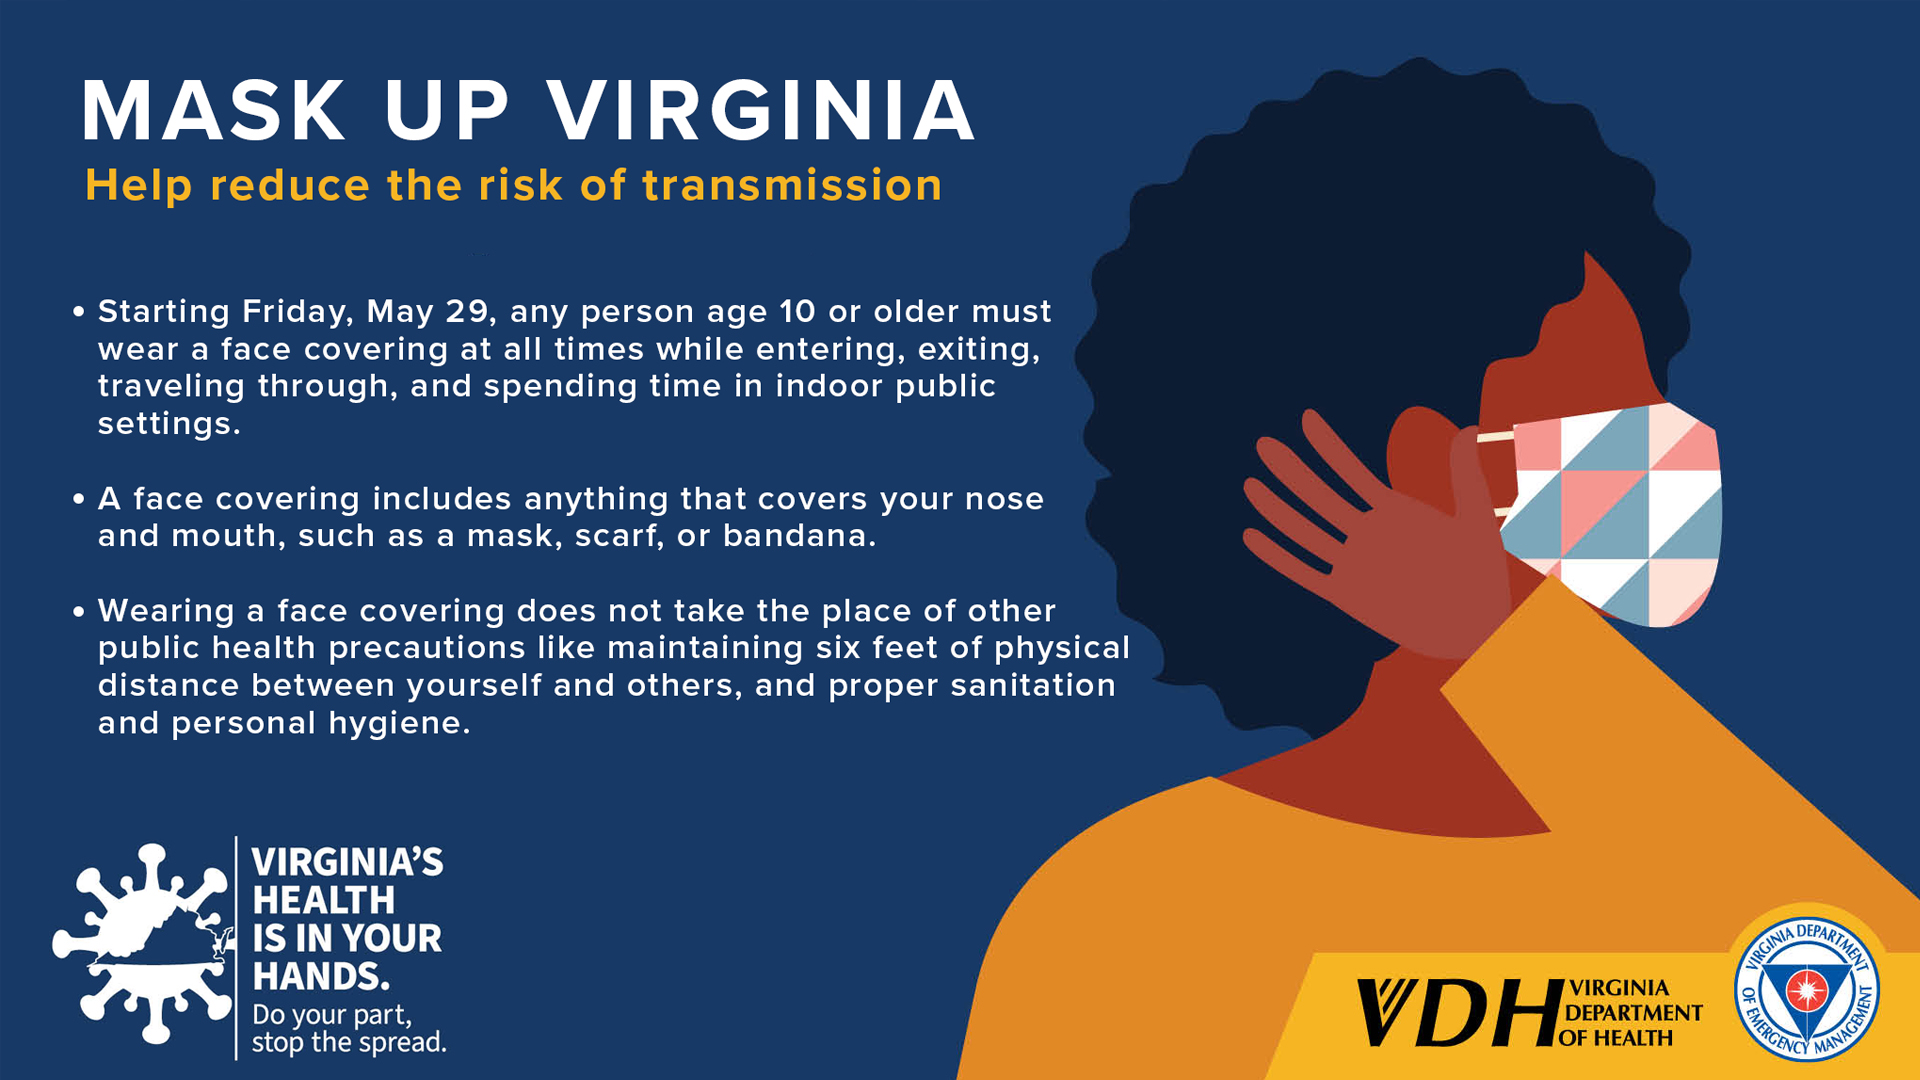 MASK UP VIRGINIA
Help reduce the risk of transmission
• Starting Friday, May 29, any person age 10 or older must
wear a face covering at all times while entering, exiting,
traveling through, and spending time in indoor public
settings.
• A face covering includes anything that covers your nose
and mouth, such as a mask, scarf, or bandana.
• Wearing a face covering does not take the place of other
public health precautions like maintaining six feet of physical
distance between yourself and others, and proper sanitation
and personal hygiene.
VIRGINIA'S
HEALTH
IS IN YOUR
HANDS.
Do your part,
stop the spread.
VDH VIRGINIA
DEPARTMENT
OF HEALTH
VIRGINIA DEPARTMENT
OF EMERGENCY MANAGEMENT